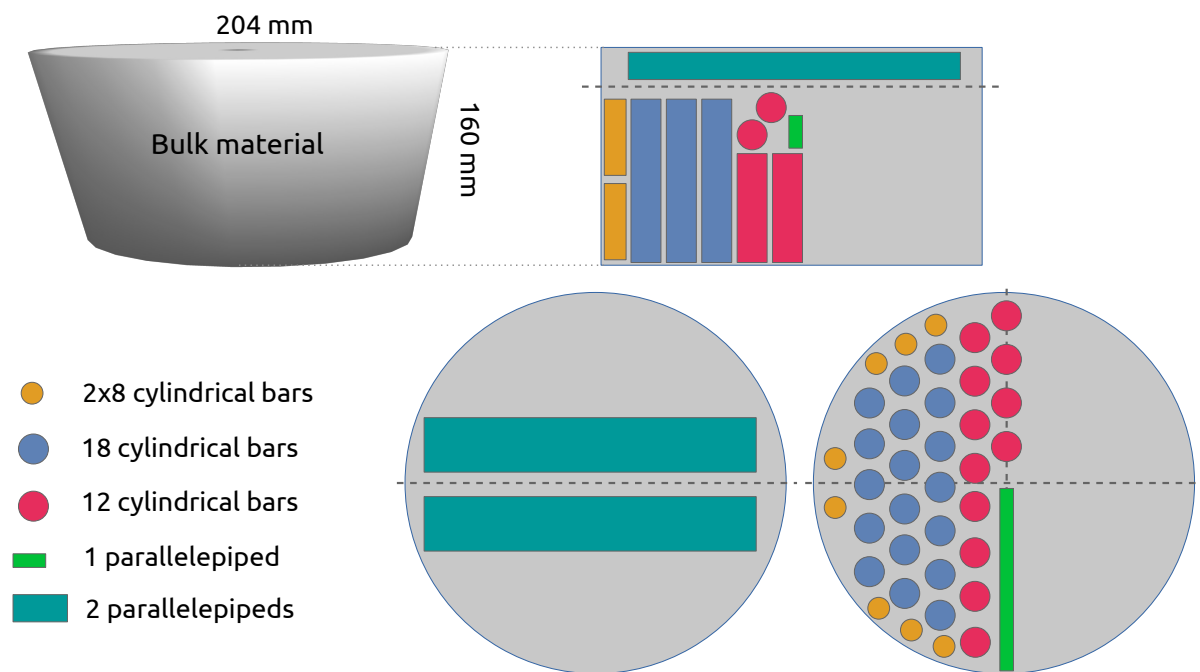 204 mm
Bulk material
160 mm
2x8 cylindrical bars
18 cylindrical bars
12 cylindrical bars
1 parallelepiped
2 parallelepipeds